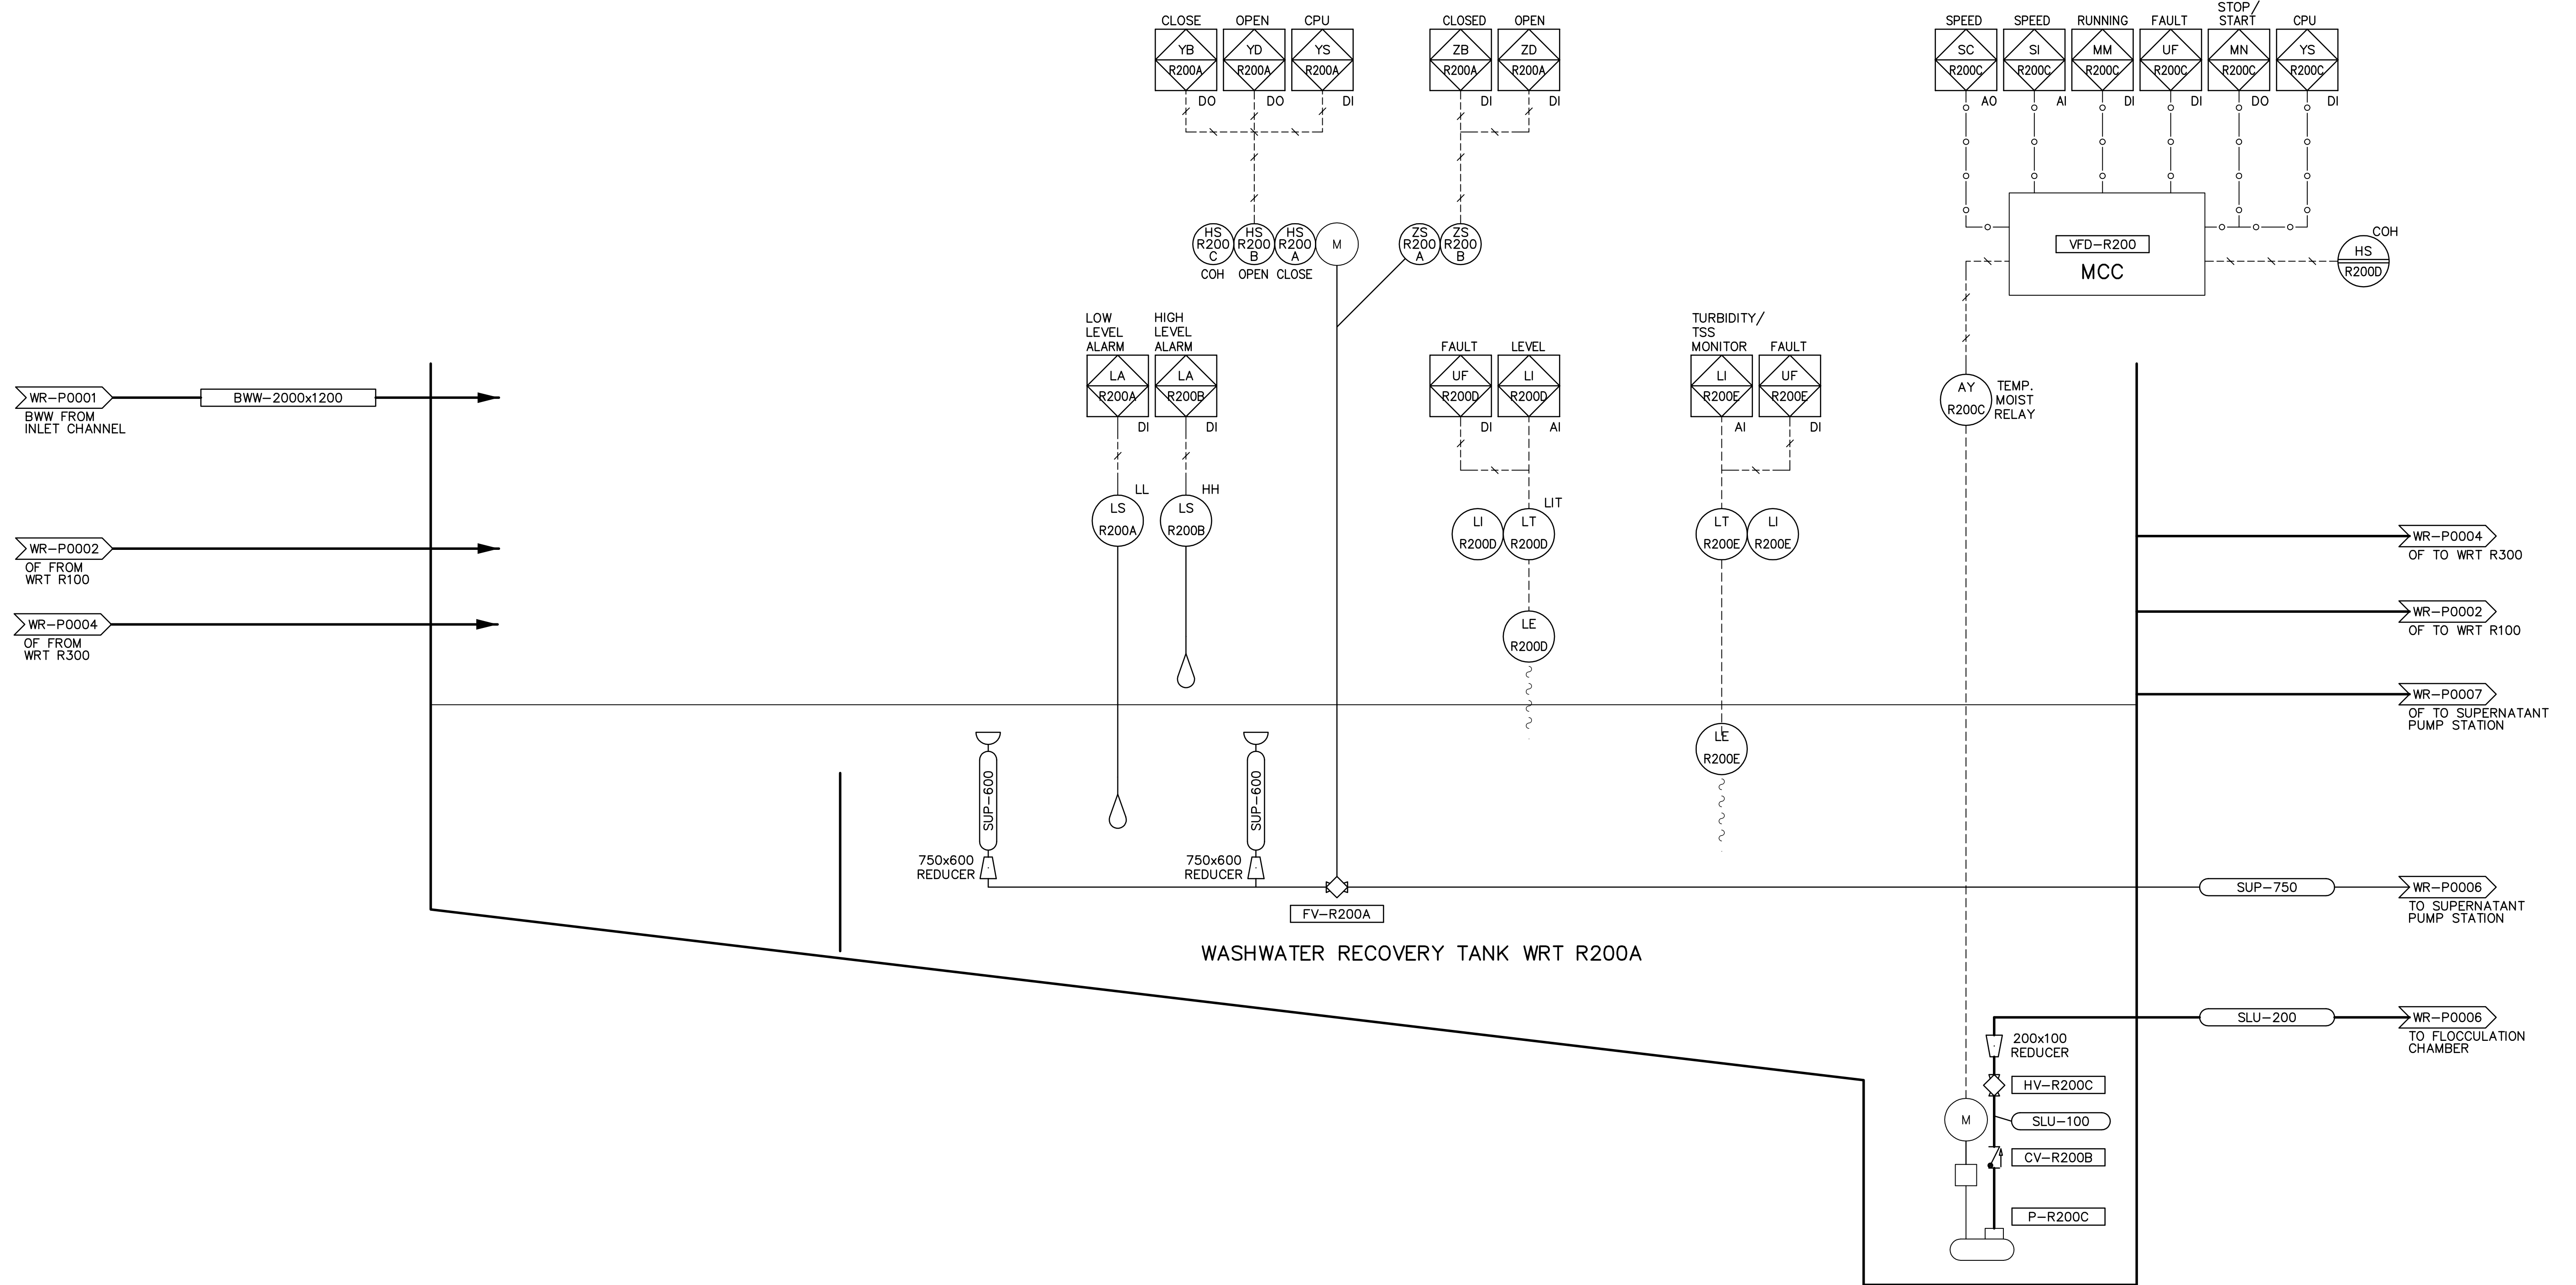 CLOSE OPEN CPU
YB YD YS
R200A R200A R200A
DO DO DI
CLOSED OPEN
ZB ZD
R200A R200A
DI DI
STOP/
SPEED SPEED RUNNING FAULT START CPU
SC SI MM UF MN YS
R200C R200C R200C R200C R200C R200C
AO AI DI DI DO DI
HS HS HS M
R200 R200 R200
C B A
COH OPEN CLOSE
ZS ZS
R200 R200
A B
VFD-R200
MCC
COH
HS
R200D
LOW
LEVEL
ALARM
HIGH
LEVEL
ALARM
LA LA
R200A R200B
DI DI
LL HH
LS LS
R200A R200B
FAULT LEVEL
UF LI
R200D R200D
DI AI
LIT
LI LT
R200D R200D
LE
R200D
TURBIDITY/
TSS
MONITOR FAULT
LI UF
R200E R200E
AI DI
LT LI
R200E R200E
LE
R200E
AY
R200C
TEMP.
MOIST
RELAY
WR-P0001
BWW FROM
INLET CHANNEL
BWW-2000x1200
WR-P0002
OF FROM
WRT R100
WR-P0004
OF FROM
WRT R300
WR-P0004
OF TO WRT R300
WR-P0002
OF TO WRT R100
WR-P0007
OF TO SUPERNATANT
PUMP STATION
SUP-600
750x600
REDUCER
SUP-600
750x600
REDUCER
FV-R200A
SUP-750
WR-P0006
TO SUPERNATANT
PUMP STATION
WASHWATER RECOVERY TANK WRT R200A
SLU-200
WR-P0006
TO FLOCCULATION
CHAMBER
200x100
REDUCER
HV-R200C
M
SLU-100
CV-R200B
P-R200C